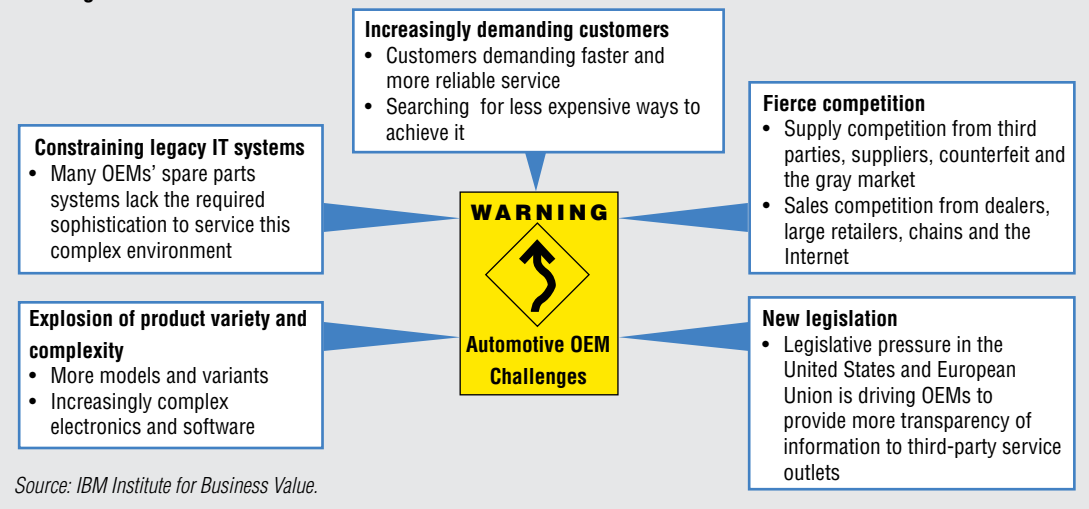 Increasingly demanding customers
• Customers demanding faster and
more reliable service
• Searching for less expensive ways to
achieve it
Constraining legacy IT systems
• Many OEMs’ spare parts
systems lack the required
sophistication to service this
complex environment
Fierce competition
• Supply competition from third
parties, suppliers, counterfeit and
the gray market
• Sales competition from dealers,
large retailers, chains and the
Internet
WARNING
Automotive OEM
Challenges
Explosion of product variety and
complexity
• More models and variants
• Increasingly complex
electronics and software
New legislation
• Legislative pressure in the
United States and European
Union is driving OEMs to
provide more transparency of
information to third-party service
outlets
Source: IBM Institute for Business Value.